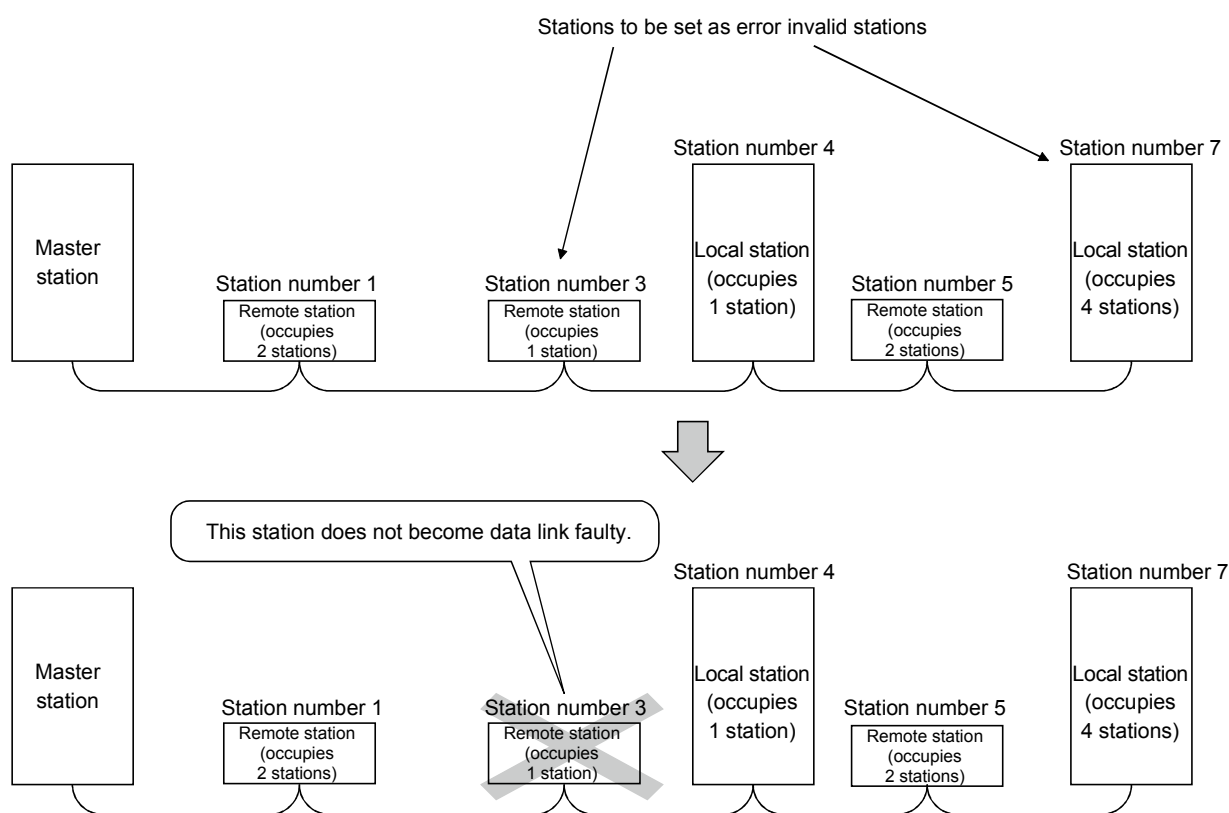 Stations to be set as error invalid stations
Station number 4
Station number 7
Master
station
Local station
(occupies
1 station)
Local station
(occupies
4 stations)
Station number 1
Station number 3
Station number 5
Remote station
(occupies
2 stations)
Remote station
(occupies
1 station)
Remote station
(occupies
2 stations)
This station does not become data link faulty.
Station number 4
Station number 7
Master
station
Local station
(occupies
1 station)
Local station
(occupies
4 stations)
Station number 1
Station number 3
Station number 5
Remote station
(occupies
2 stations)
Remote station
(occupies
1 station)
Remote station
(occupies
2 stations)